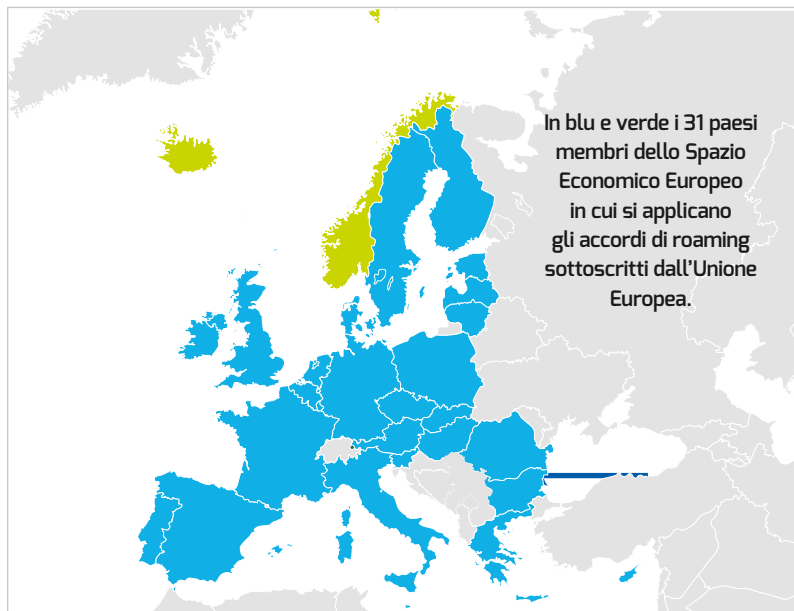 In blu e verde i 31 paesi
membri dello Spazio
Economico Europeo
in cui si applicano
gli accordi di roaming
sottoscritti dall'Unione
Europea.